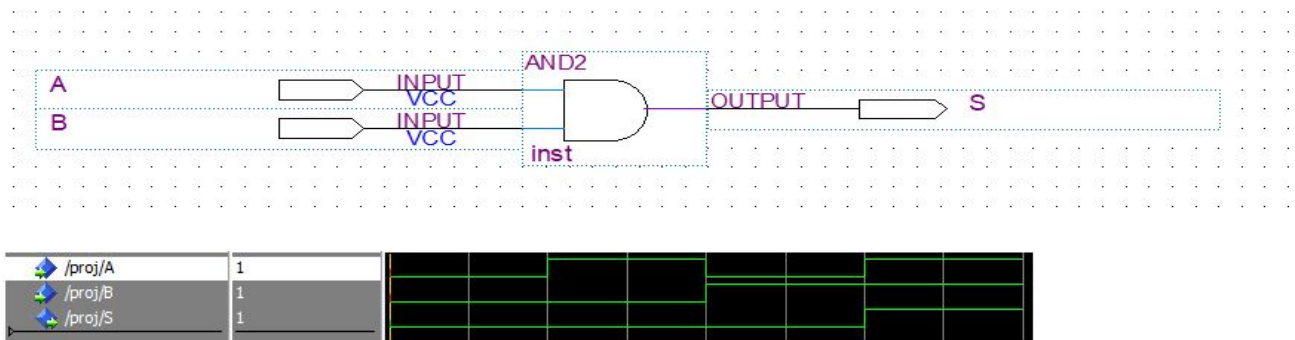 AND2
A INPUT
VCC
OUTPUT S
B INPUT
VCC
inst
/proj/A 1
/proj/B 1
/proj/S 1